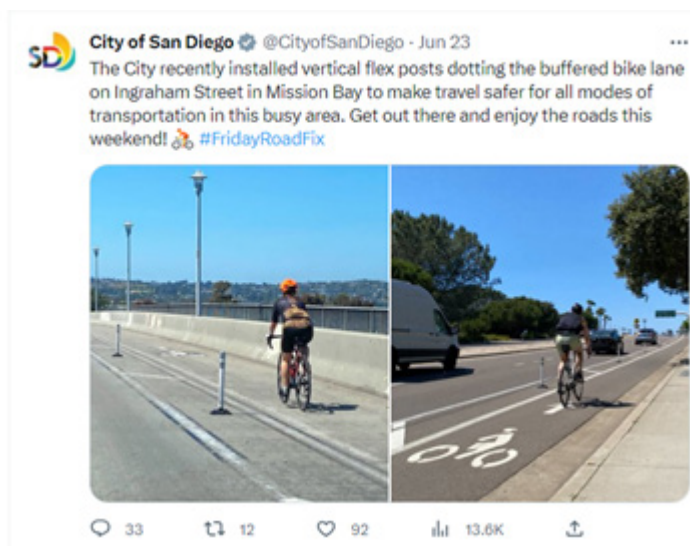 SD
City of San Diego @CityofSanDiego · Jun 23
The City recently installed vertical flex posts dotting the buffered bike lane
on Ingraham Street in Mission Bay to make travel safer for all modes of
transportation in this busy area. Get out there and enjoy the roads this
weekend! 🚴 #FridayRoadFix
33 12 92 13.6K